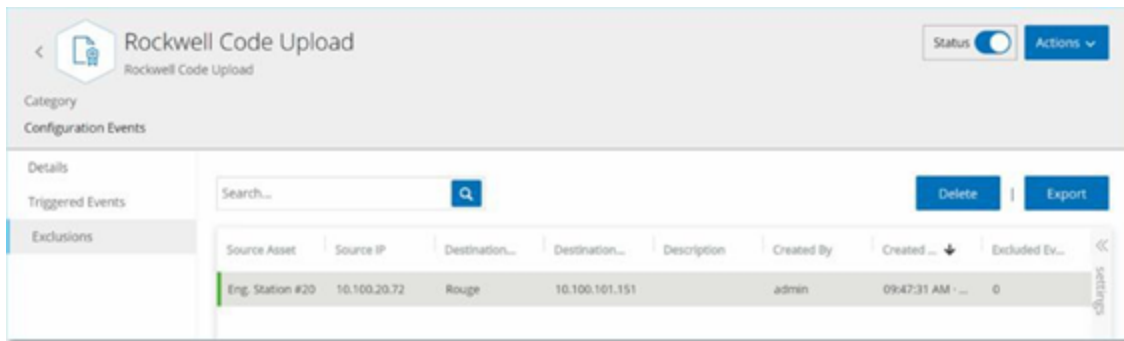 Rockwell Code Upload
Rockwell Code Upload
Status
Actions
Category
Configuration Events
Details
Triggered Events
Exclusions
Search...
Delete | Export
Source Asset Source IP Destination... Destination... Description Created By Created ... Excluded Ev...
Eng. Station #20 10.100.20.72 Rouge 10.100.101.151 admin 09:47:31 AM · ... 0
settings